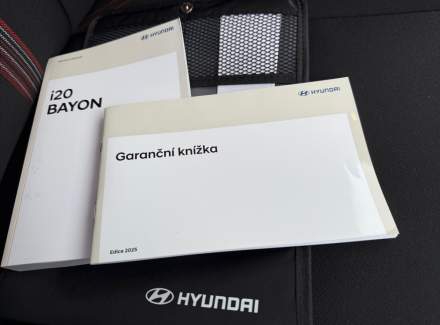 HYUNDAI
i20
BAYON
HYUNDAI
Garanční knížka
Edice 2025
HYUNDAI